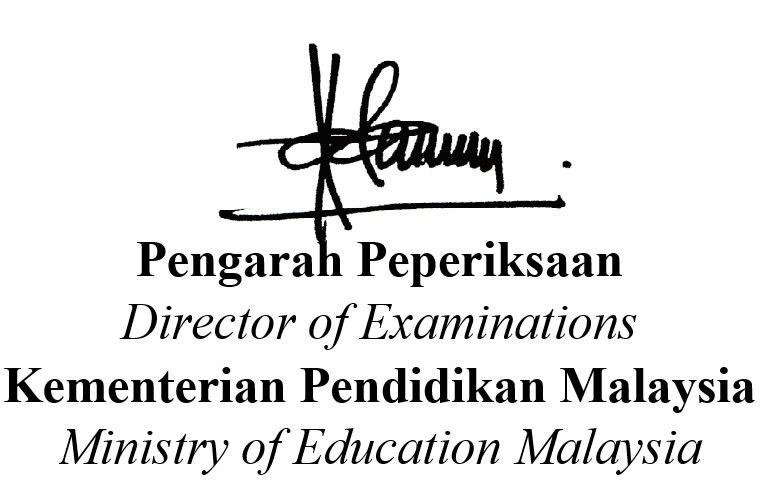 Pengarah Peperiksaan
Director of Examinations
Kementerian Pendidikan Malaysia
Ministry of Education Malaysia